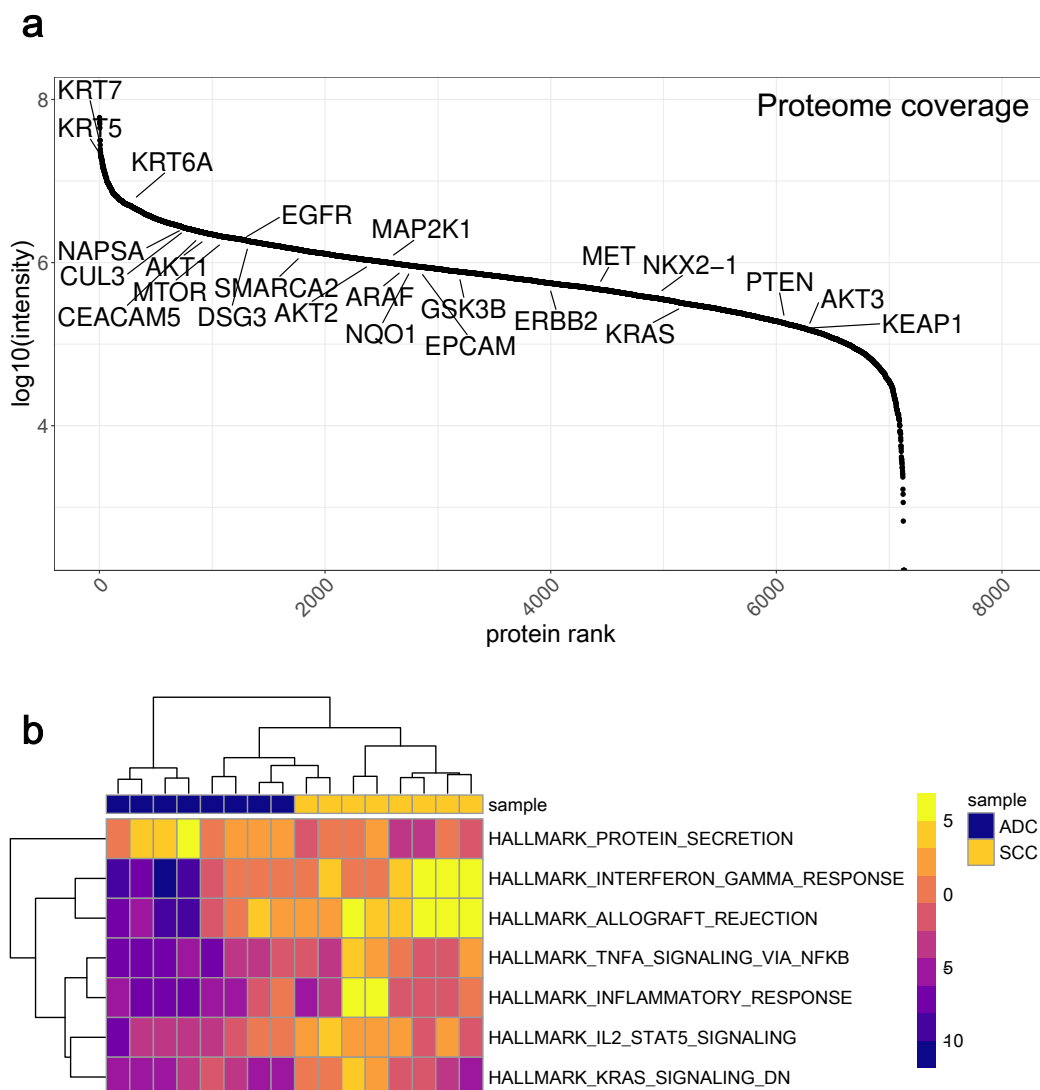 a
Proteome coverage
8
6
4
log10(intensity)
KRT7
KRT5
KRT6A
EGFR
MAP2K1
MET
NKX2−1
PTEN
AKT3
KEAP1
NAPSA
CUL3
AKT1
MTOR
CEACAM5
DSG3
SMARCA2
AKT2
ARAF
NQO1
GSK3B
EPCAM
ERBB2
KRAS
0
2000
4000
6000
8000
protein rank
b
sample
HALLMARK_PROTEIN_SECRETION
HALLMARK_INTERFERON_GAMMA_RESPONSE
HALLMARK_ALLOGRAFT_REJECTION
HALLMARK_TNFA_SIGNALING_VIA_NFKB
HALLMARK_INFLAMMATORY_RESPONSE
HALLMARK_IL2_STAT5_SIGNALING
HALLMARK_KRAS_SIGNALING_DN
5
0
-5
-10
sample
ADC
SCC